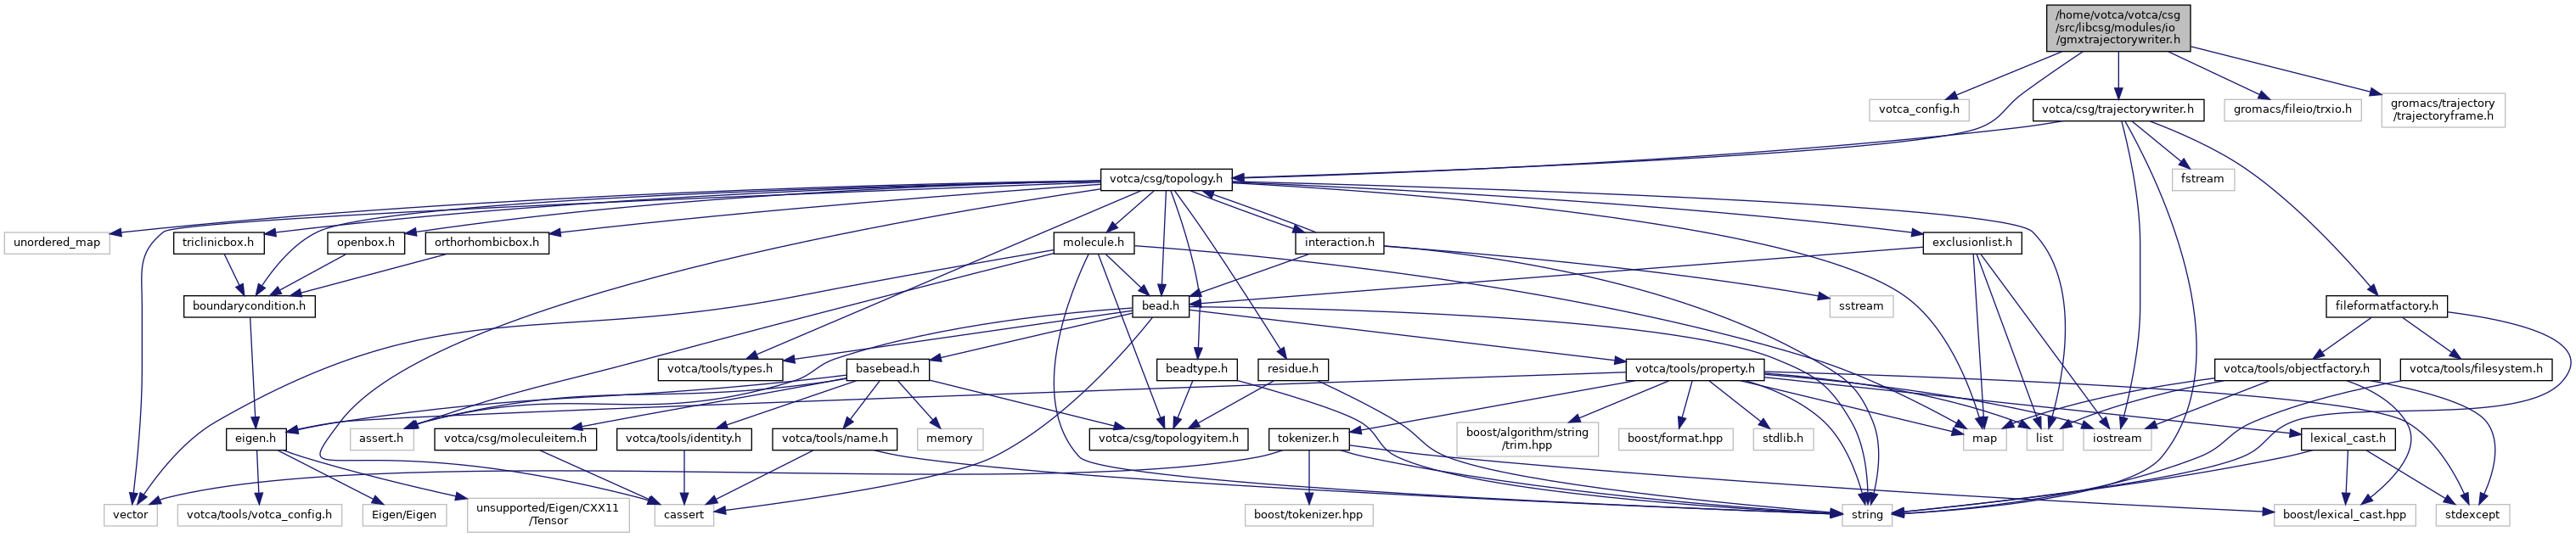 /home/votca/votca/csg
/src/libcsg/modules/io
/gmxtrajectorywriter.h
votca_config.h
votca/csg/trajectorywriter.h
gromacs/fileio/trxio.h
gromacs/trajectory
/trajectoryframe.h
votca/csg/topology.h
fstream
unordered_map
triclinicbox.h
openbox.h
orthorhombicbox.h
molecule.h
interaction.h
exclusionlist.h
boundarycondition.h
bead.h
sstream
fileformatfactory.h
votca/tools/types.h
basebead.h
beadtype.h
residue.h
votca/tools/property.h
votca/tools/objectfactory.h
votca/tools/filesystem.h
eigen.h
assert.h
votca/csg/moleculeitem.h
votca/tools/identity.h
votca/tools/name.h
memory
votca/csg/topologyitem.h
tokenizer.h
boost/algorithm/string
/trim.hpp
boost/format.hpp
stdlib.h
map
list
iostream
lexical_cast.h
vector
votca/tools/votca_config.h
Eigen/Eigen
unsupported/Eigen/CXX11
/Tensor
cassert
boost/tokenizer.hpp
string
boost/lexical_cast.hpp
stdexcept